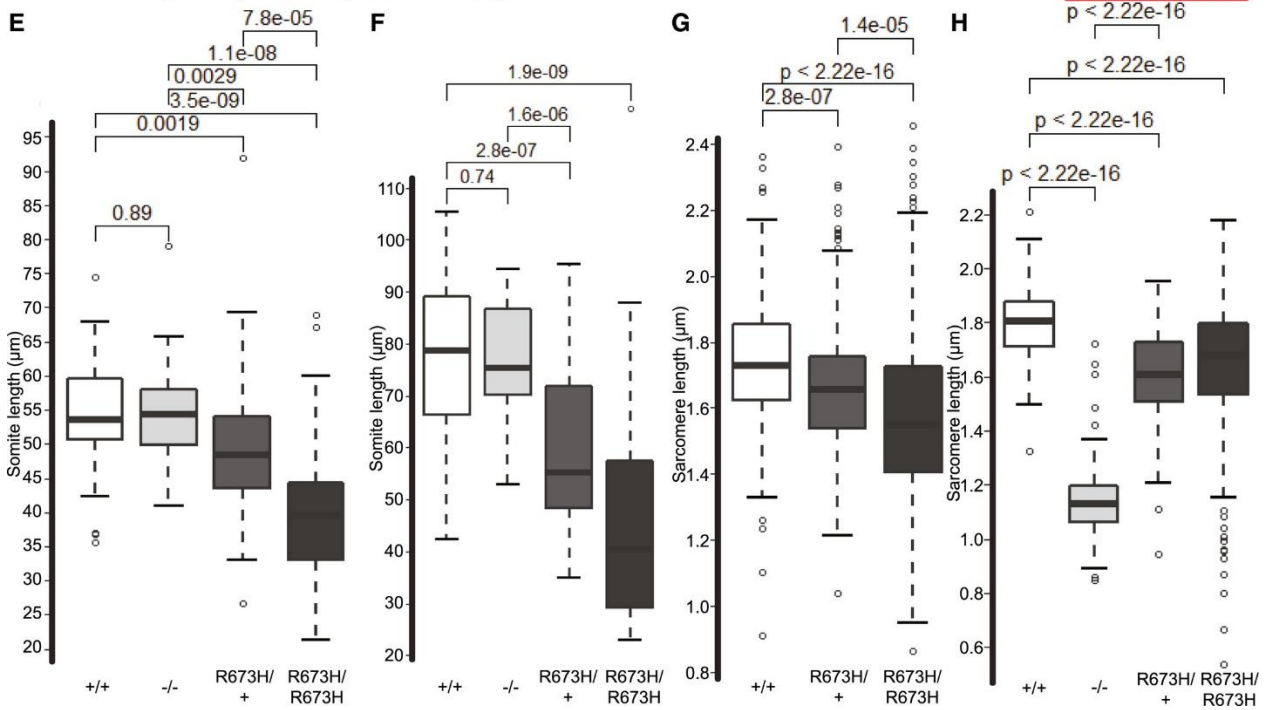 E
7.8e-05
1.1e-08
0.0029
3.5e-09
0.0019
0.89
95
90
85
80
75
70
65
60
55
50
45
40
35
30
25
20
Somite length (µm)
+/+
-/-
R673H/
+
R673H/
R673H
F
1.9e-09
1.6e-06
2.8e-07
0.74
110
100
90
80
70
60
50
40
30
20
Somite length (µm)
+/+
-/-
R673H/
+
R673H/
R673H
G
1.4e-05
p < 2.22e-16
2.8e-07
2.4
2.2
2.0
1.8
1.6
1.4
1.2
1.0
0.8
Sarcomere length (µm)
+/+
R673H/
+
R673H/
R673H
H
p < 2.22e-16
p < 2.22e-16
p < 2.22e-16
p < 2.22e-16
2.2
2.0
1.8
1.6
1.4
1.2
1.0
0.8
0.6
Sarcomere length (µm)
+/+
-/-
R673H/
+
R673H/
R673H